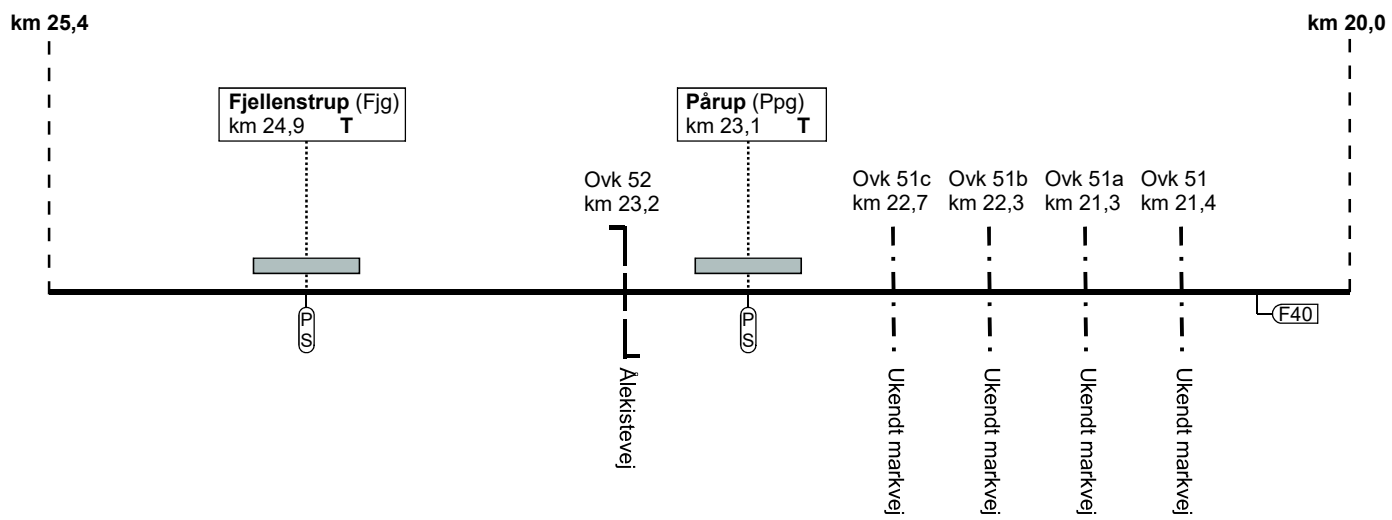 km 25,4
km 20,0
Fjellenstrup (Fjg)
km 24,9 T
Pårup (Ppg)
km 23,1 T
Ovk 52
km 23,2
Ovk 51c
km 22,7
Ovk 51b
km 22,3
Ovk 51a
km 21,3
Ovk 51
km 21,4
P
S
P
S
F40
Ålekistevej
Ukendt markvej
Ukendt markvej
Ukendt markvej
Ukendt markvej